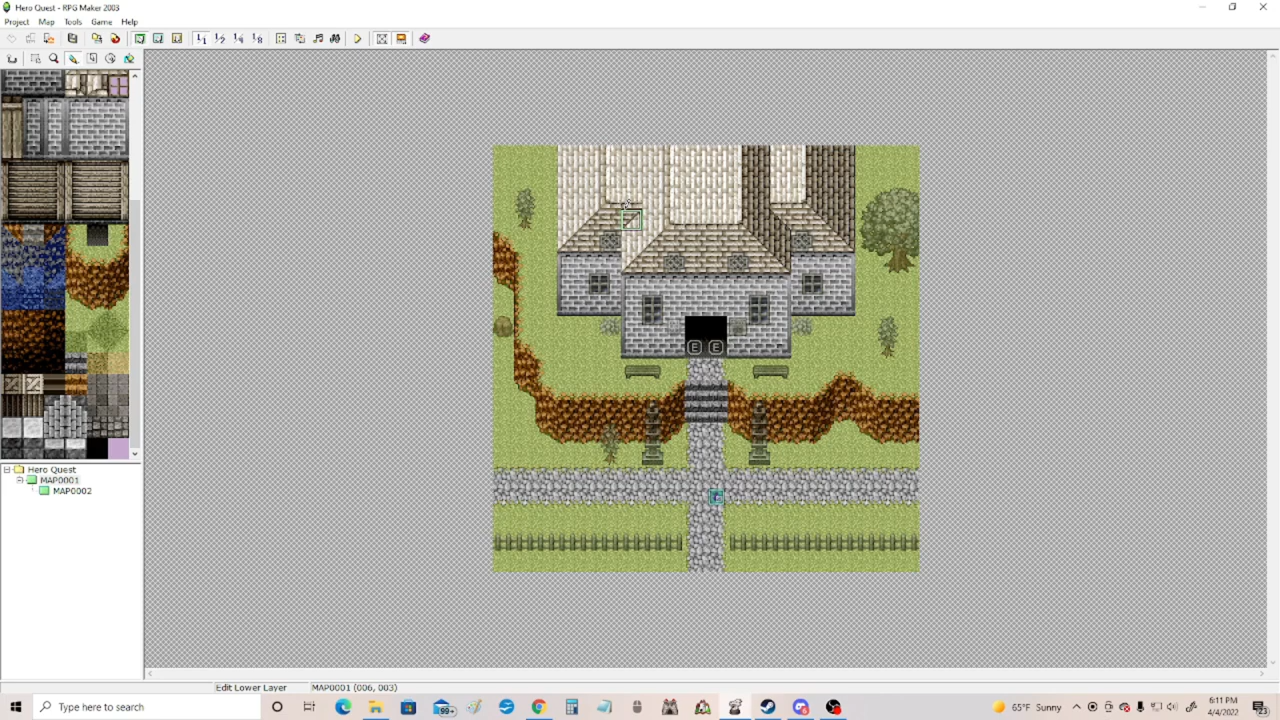 Hero Quest - RPG Maker 2003
Project Map Tools Game Help
E E
Hero Quest
MAP0001
MAP0002
Edit Lower Layer MAP0001 (006, 003)
Type here to search
99+
65°F Sunny
6:11 PM
4/4/2022